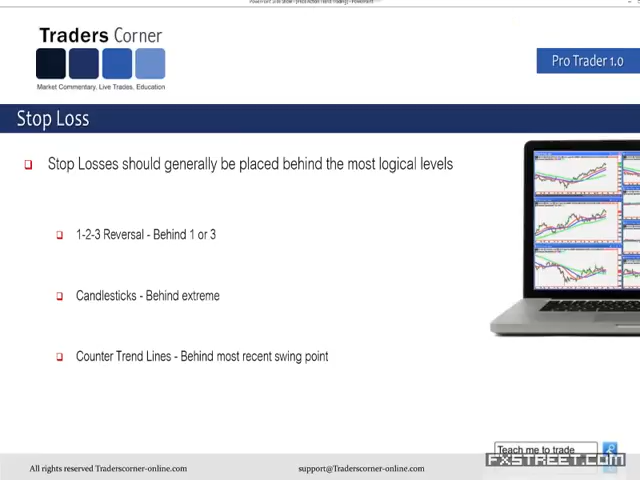 Traders Corner
Market Commentary, Live Trades, Education
Pro Trader 1.0
Stop Loss
Stop Losses should generally be placed behind the most logical levels
1-2-3 Reversal - Behind 1 or 3
Candlesticks - Behind extreme
Counter Trend Lines - Behind most recent swing point
Teach me to trade
FXSTREET.COM
All rights reserved Traderscorner-online.com
support@Traderscorner-online.com